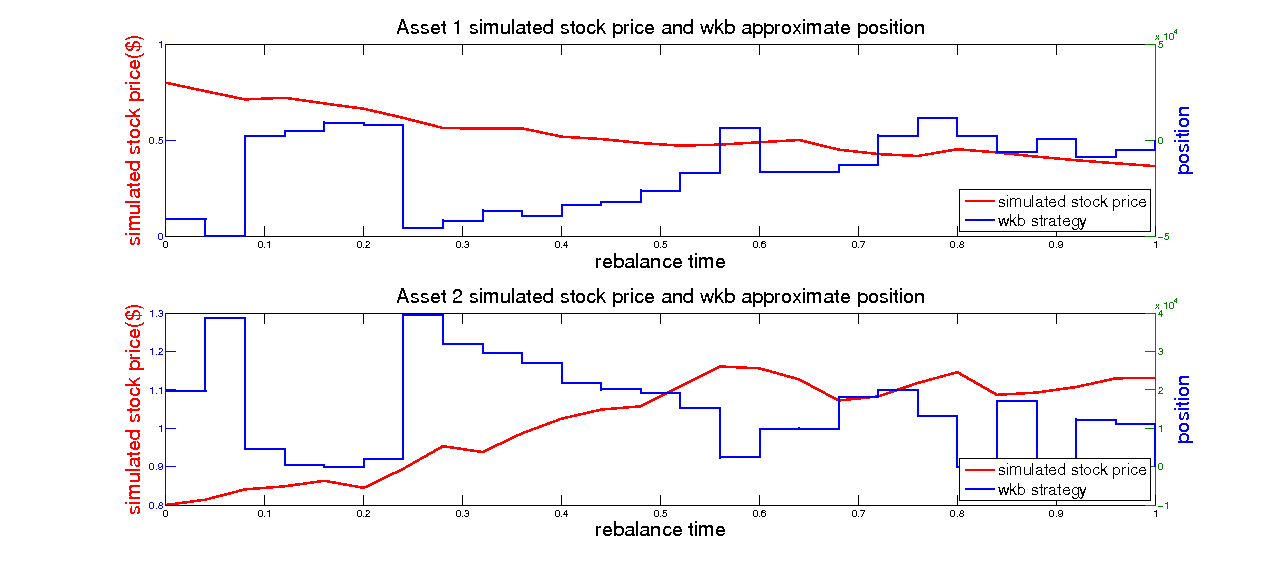 Asset 1 simulated stock price and wkb approximate position
x 10^4
1
0.5
0
5
0
-5
simulated stock price($)
position
simulated stock price
wkb strategy
0 0.1 0.2 0.3 0.4 0.5 0.6 0.7 0.8 0.9 1
rebalance time
Asset 2 simulated stock price and wkb approximate position
x 10^4
1.3
1.2
1.1
1
0.9
0.8
4
3
2
1
0
-1
simulated stock price($)
position
simulated stock price
wkb strategy
0 0.1 0.2 0.3 0.4 0.5 0.6 0.7 0.8 0.9 1
rebalance time